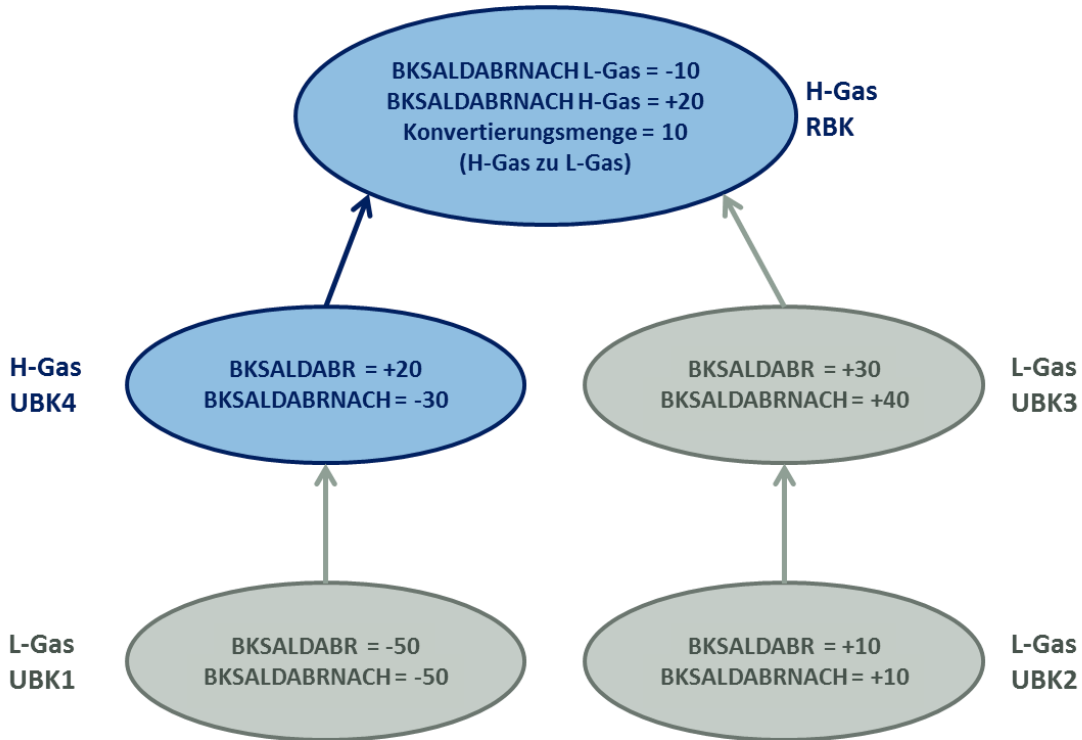 BKSALDABRNACH L-Gas = -10
BKSALDABRNACH H-Gas = +20
Konvertierungsmenge = 10
(H-Gas zu L-Gas)
H-Gas
RBK
H-Gas
UBK4
BKSALDABR = +20
BKSALDABRNACH = -30
BKSALDABR = +30
BKSALDABRNACH = +40
L-Gas
UBK3
L-Gas
UBK1
BKSALDABR = -50
BKSALDABRNACH = -50
BKSALDABR = +10
BKSALDABRNACH = +10
L-Gas
UBK2